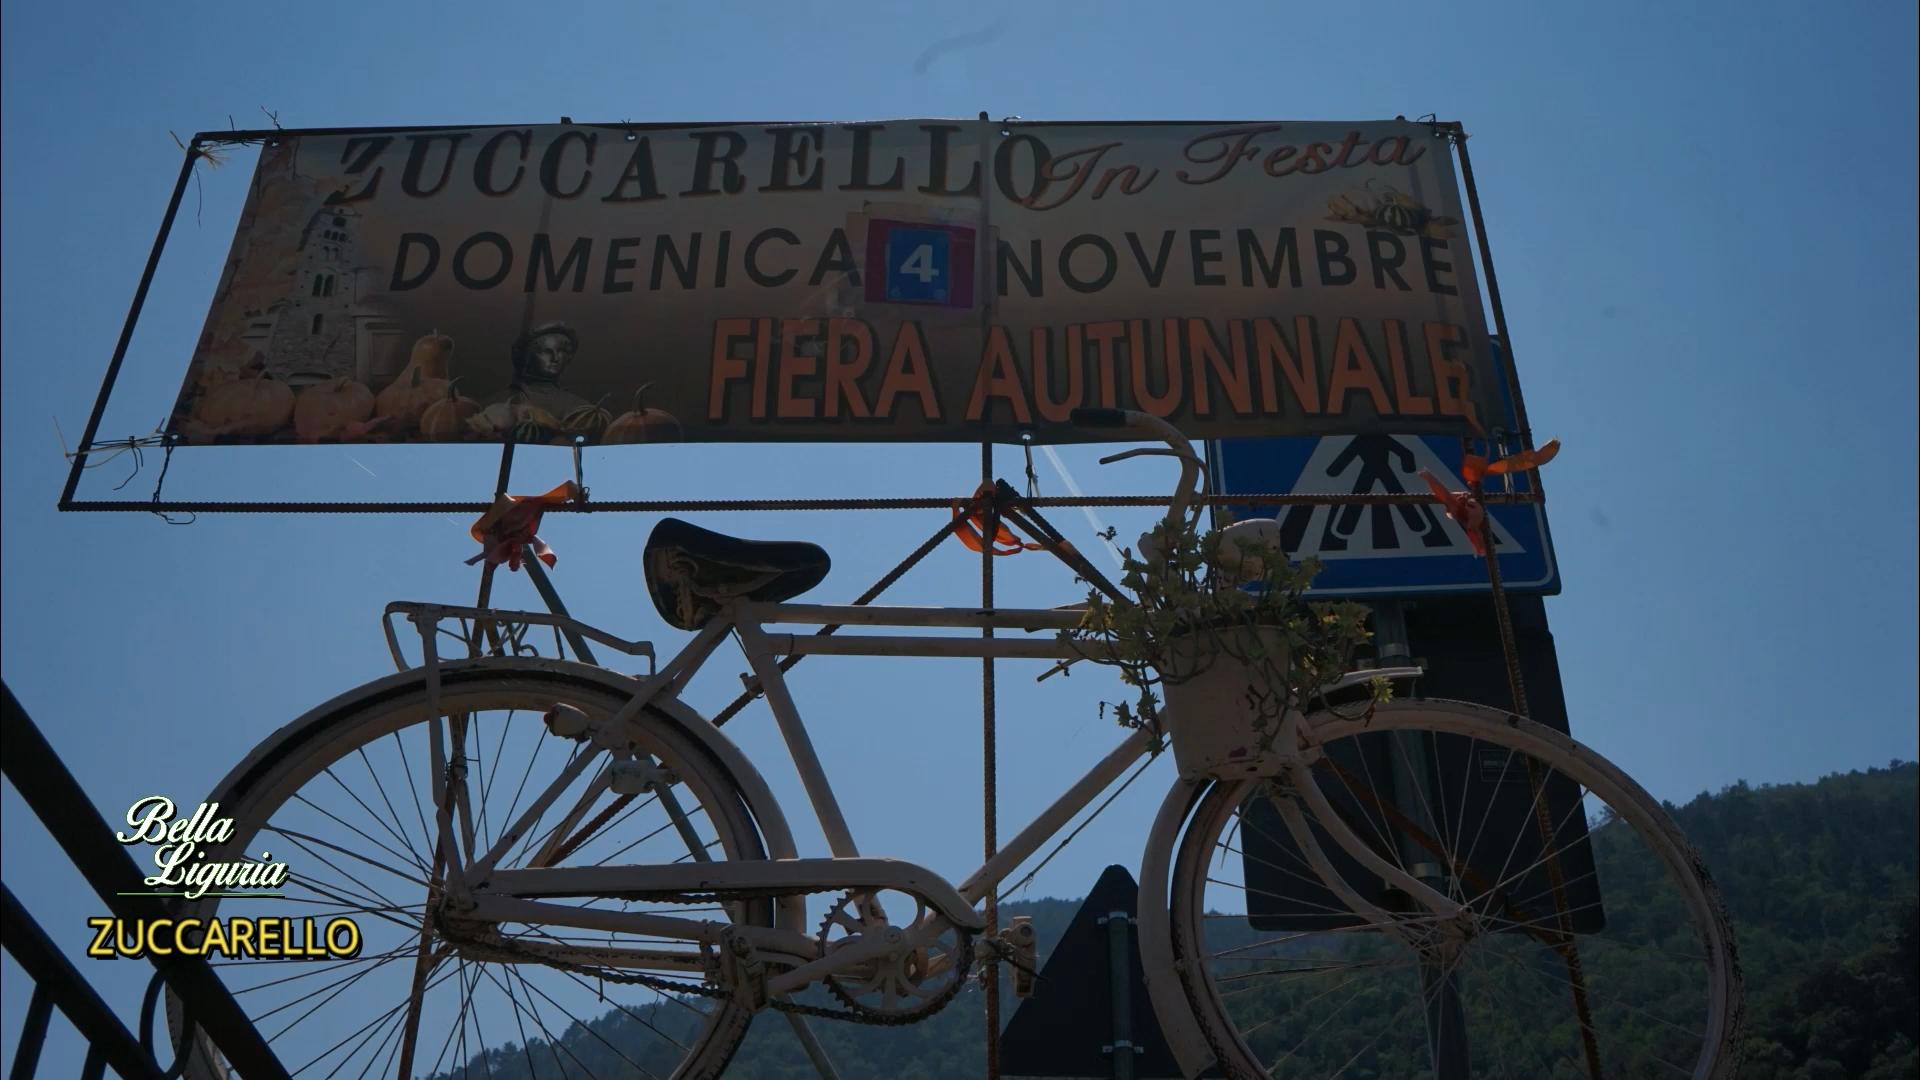 ZUCCARELLO In Festa
DOMENICA 4 NOVEMBRE
FIERA AUTUNNALE
Bella
Liguria
ZUCCARELLO